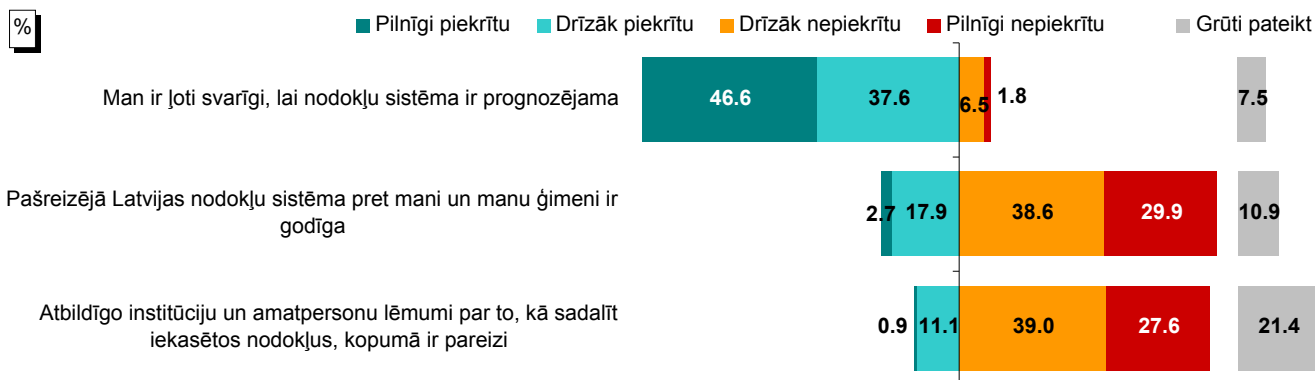 %
Pilnīgi piekrītu Drīzāk piekrītu Drīzāk nepiekrītu Pilnīgi nepiekrītu Grūti pateikt
Man ir ļoti svarīgi, lai nodokļu sistēma ir prognozējama
46.6 37.6 6.5 1.8 7.5
Pašreizējā Latvijas nodokļu sistēma pret mani un manu ģimeni ir
godīga
2.7 17.9 38.6 29.9 10.9
Atbildīgo institūciju un amatpersonu lēmumi par to, kā sadalīt
iekasētos nodokļus, kopumā ir pareizi
0.9 11.1 39.0 27.6 21.4